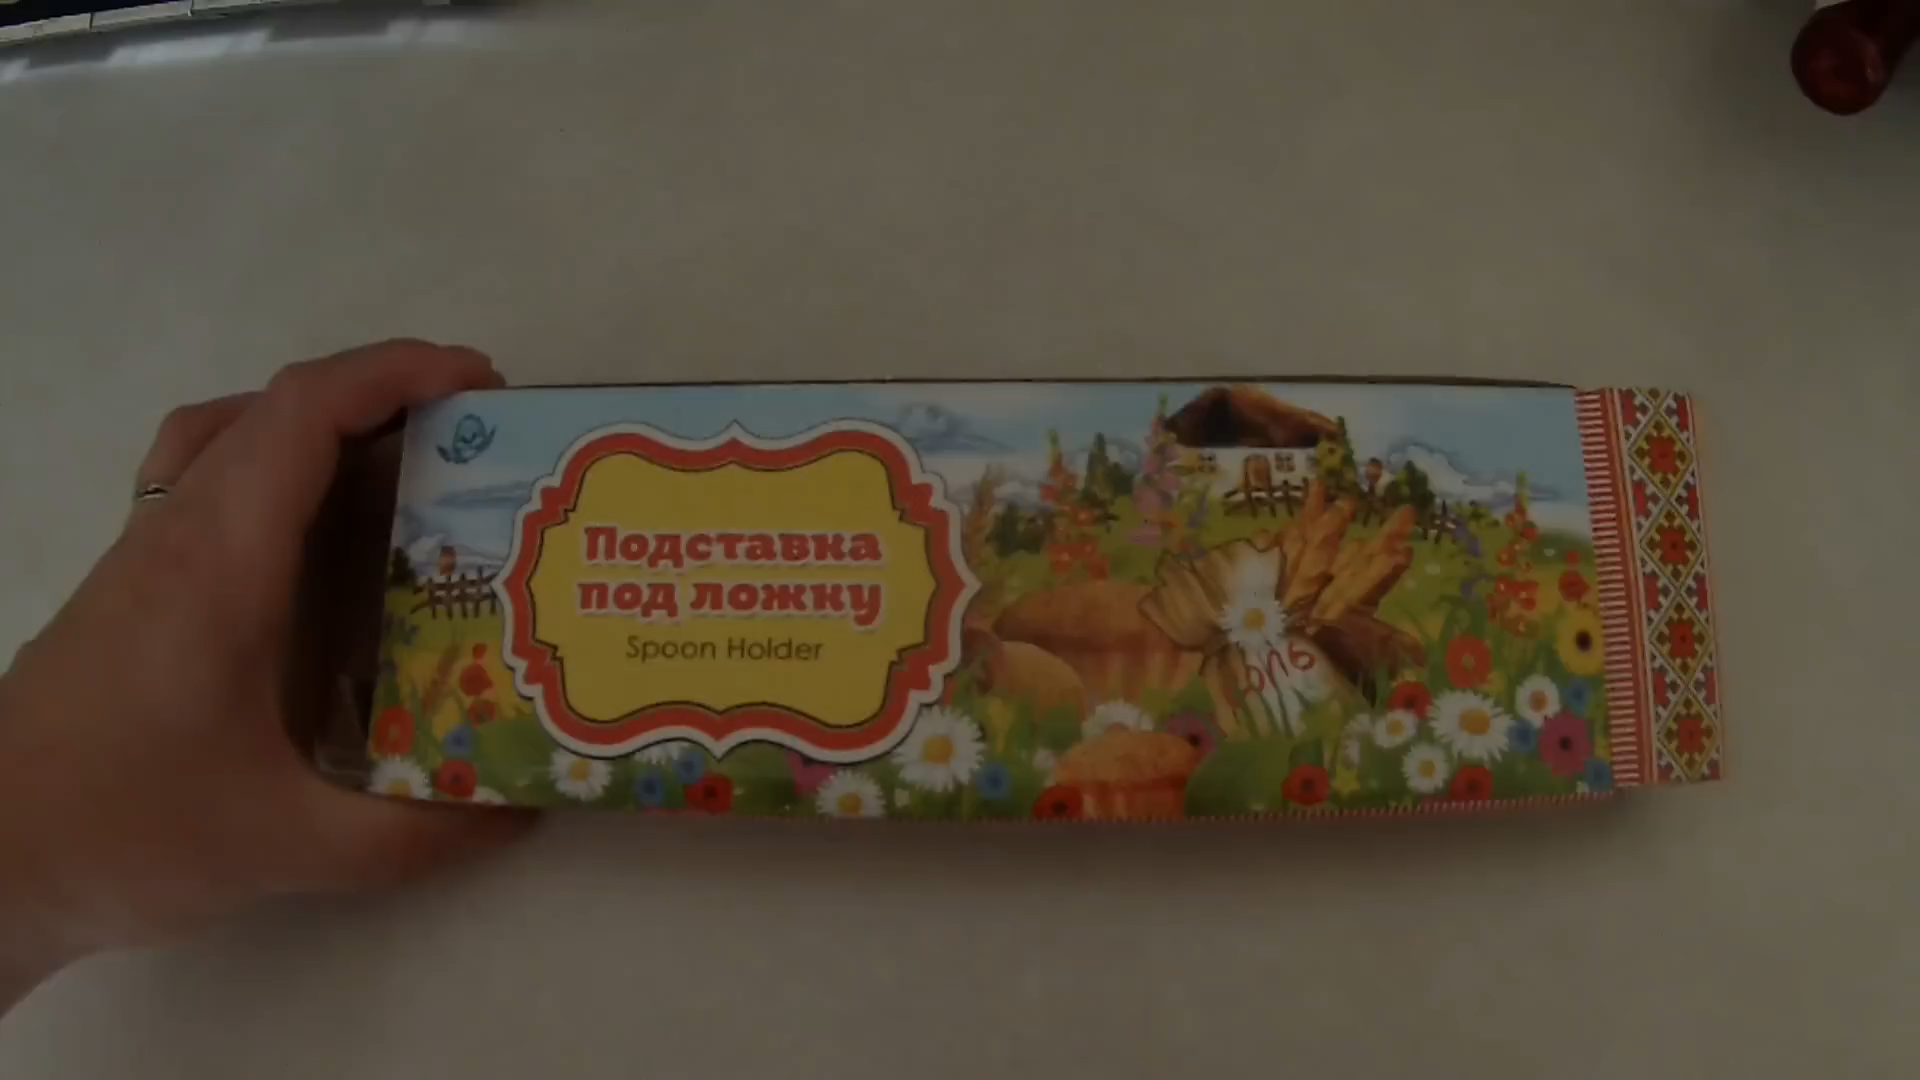 Подставка
под ложку
Spoon Holder